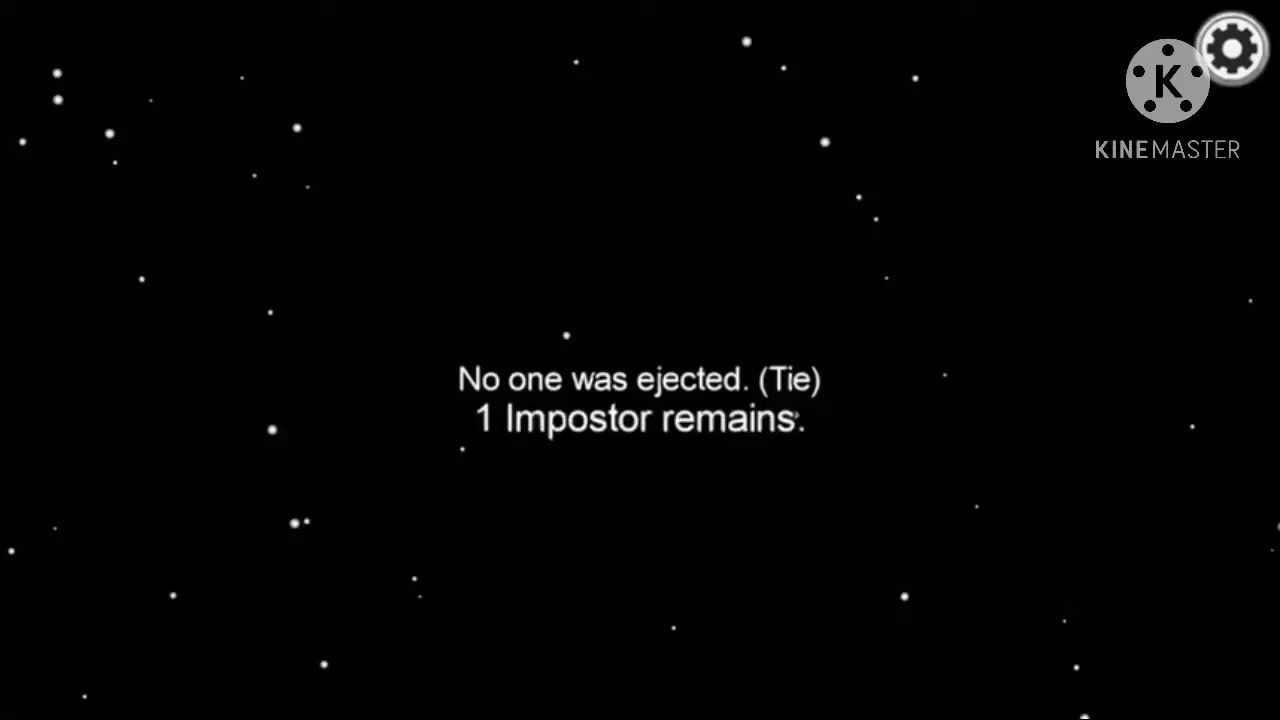 K
KINEMASTER
No one was ejected. (Tie)
1 Impostor remains.